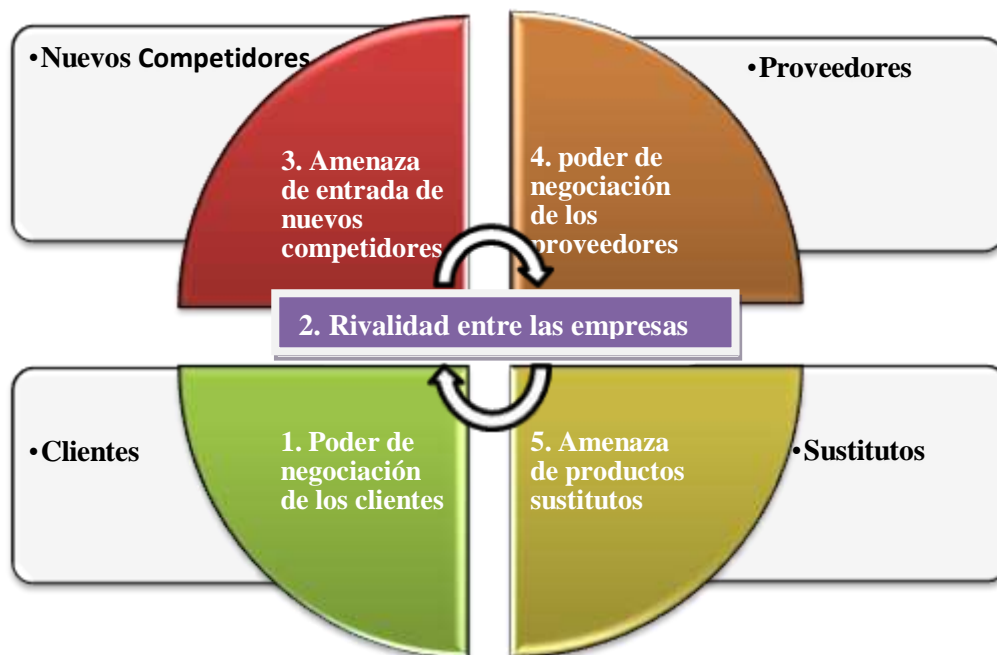 •Nuevos Competidores
3. Amenaza
de entrada de
nuevos
competidores
•Proveedores
4. poder de
negociación
de los
proveedores
2. Rivalidad entre las empresas
•Clientes
1. Poder de
negociación
de los clientes
5. Amenaza
de productos
sustitutos
•Sustitutos